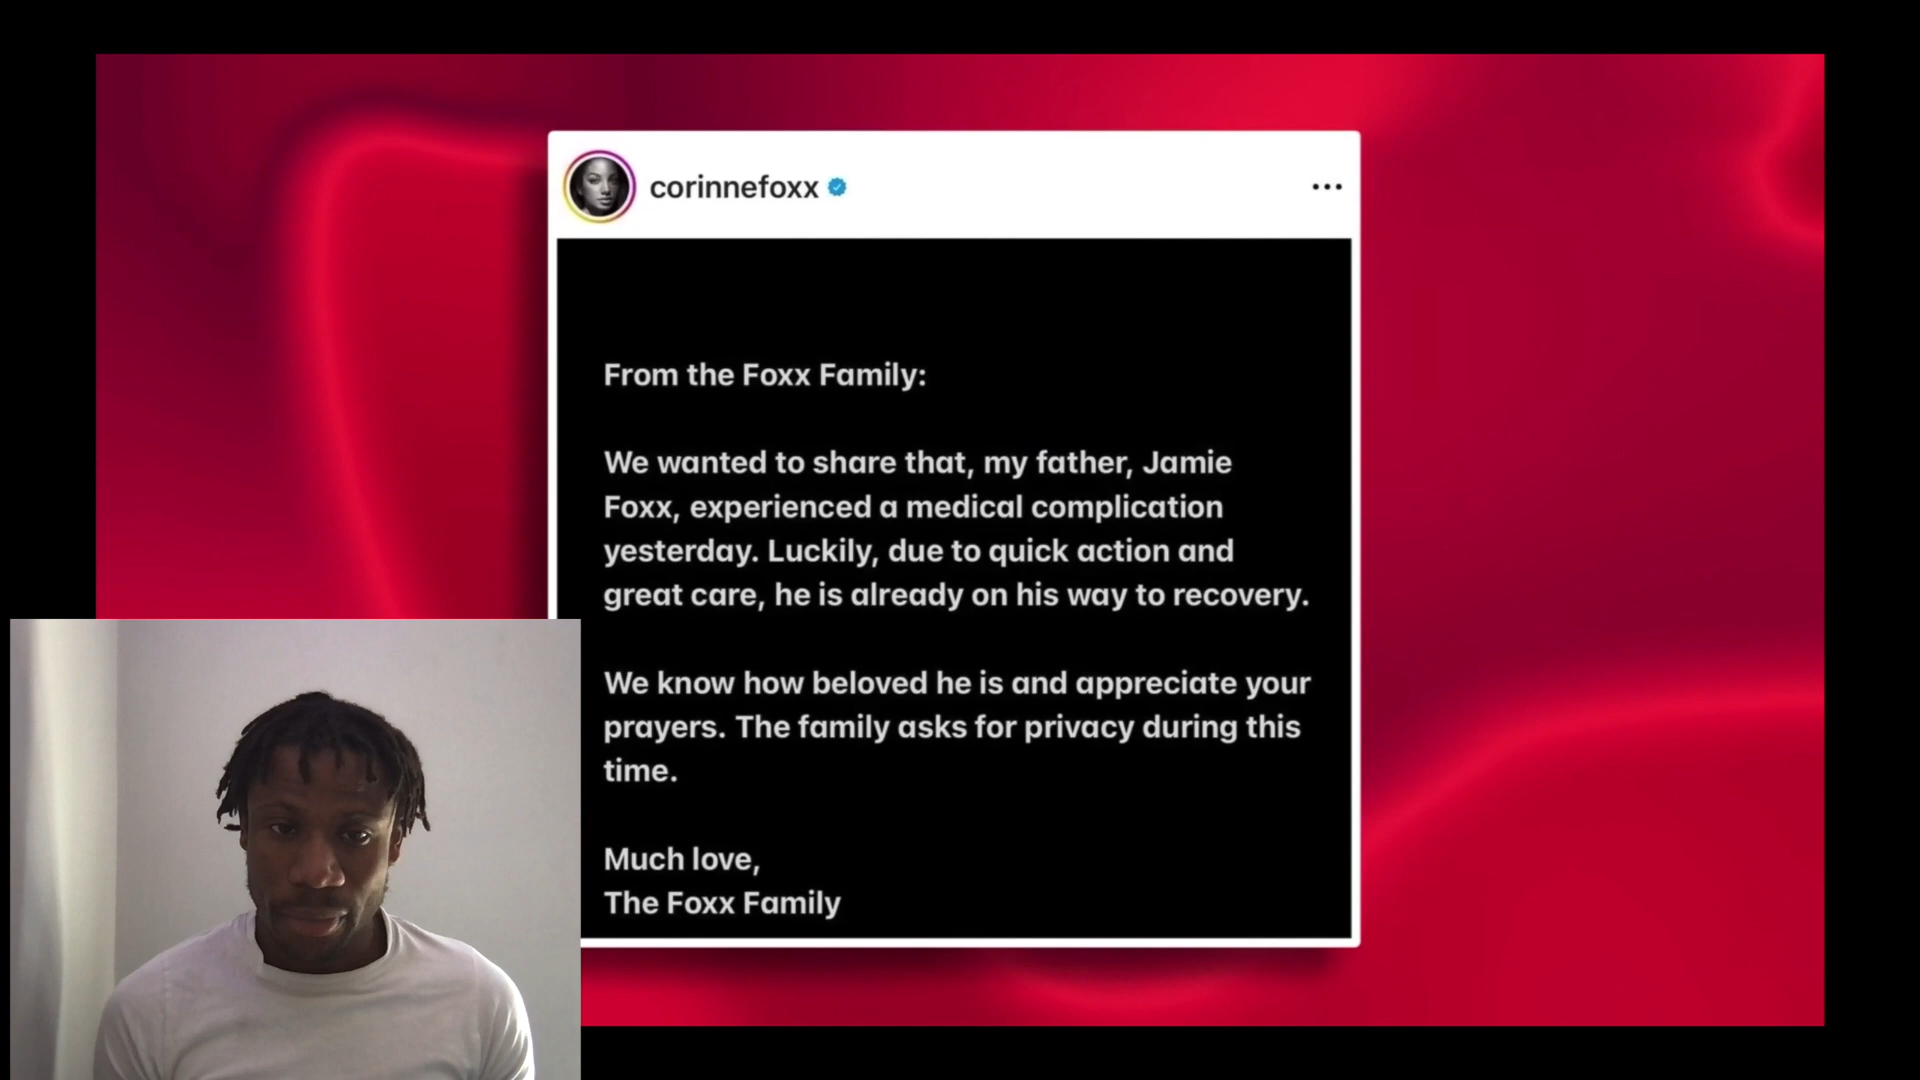 corinnefoxx
From the Foxx Family:
We wanted to share that, my father, Jamie
Foxx, experienced a medical complication
yesterday. Luckily, due to quick action and
great care, he is already on his way to recovery.
We know how beloved he is and appreciate your
prayers. The family asks for privacy during this
time.
Much love,
The Foxx Family